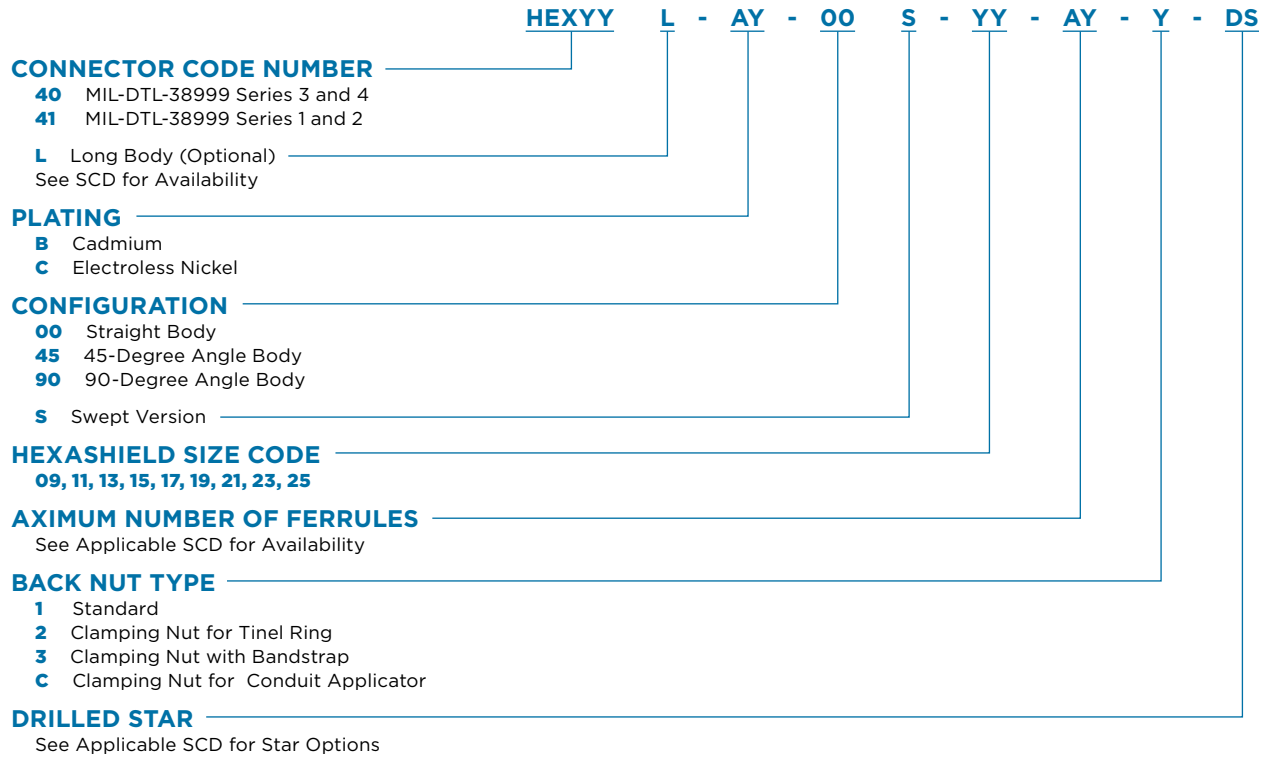 HEXYY L - AY - 00 S - YY - AY - Y - DS
CONNECTOR CODE NUMBER
40 MIL-DTL-38999 Series 3 and 4
41 MIL-DTL-38999 Series 1 and 2
L Long Body (Optional)
See SCD for Availability
PLATING
B Cadmium
C Electroless Nickel
CONFIGURATION
00 Straight Body
45 45-Degree Angle Body
90 90-Degree Angle Body
S Swept Version
HEXASHIELD SIZE CODE
09, 11, 13, 15, 17, 19, 21, 23, 25
AXIMUM NUMBER OF FERRULES
See Applicable SCD for Availability
BACK NUT TYPE
1 Standard
2 Clamping Nut for Tinel Ring
3 Clamping Nut with Bandstrap
C Clamping Nut for Conduit Applicator
DRILLED STAR
See Applicable SCD for Star Options